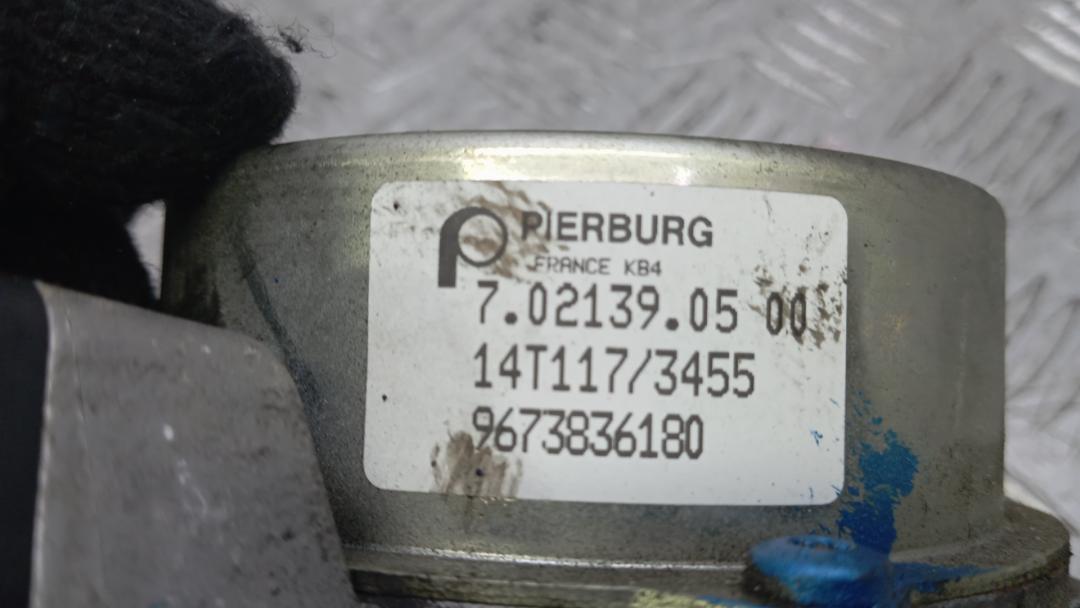 PIERBURG
FRANCE KB4
7.02139.05 00
14T117/3455
9673836180